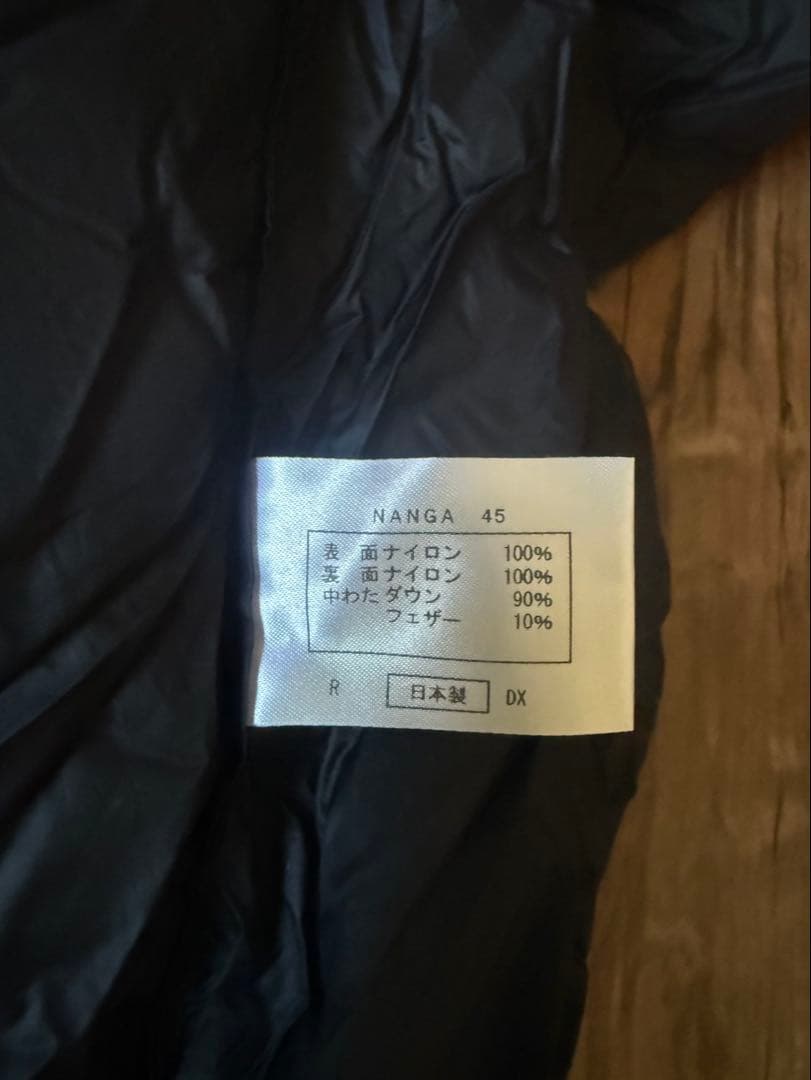 NANGA 45
表 面ナイロン 100%
裏 面ナイロン 100%
中わたダウン 90%
フェザー 10%
R 日本製 DX